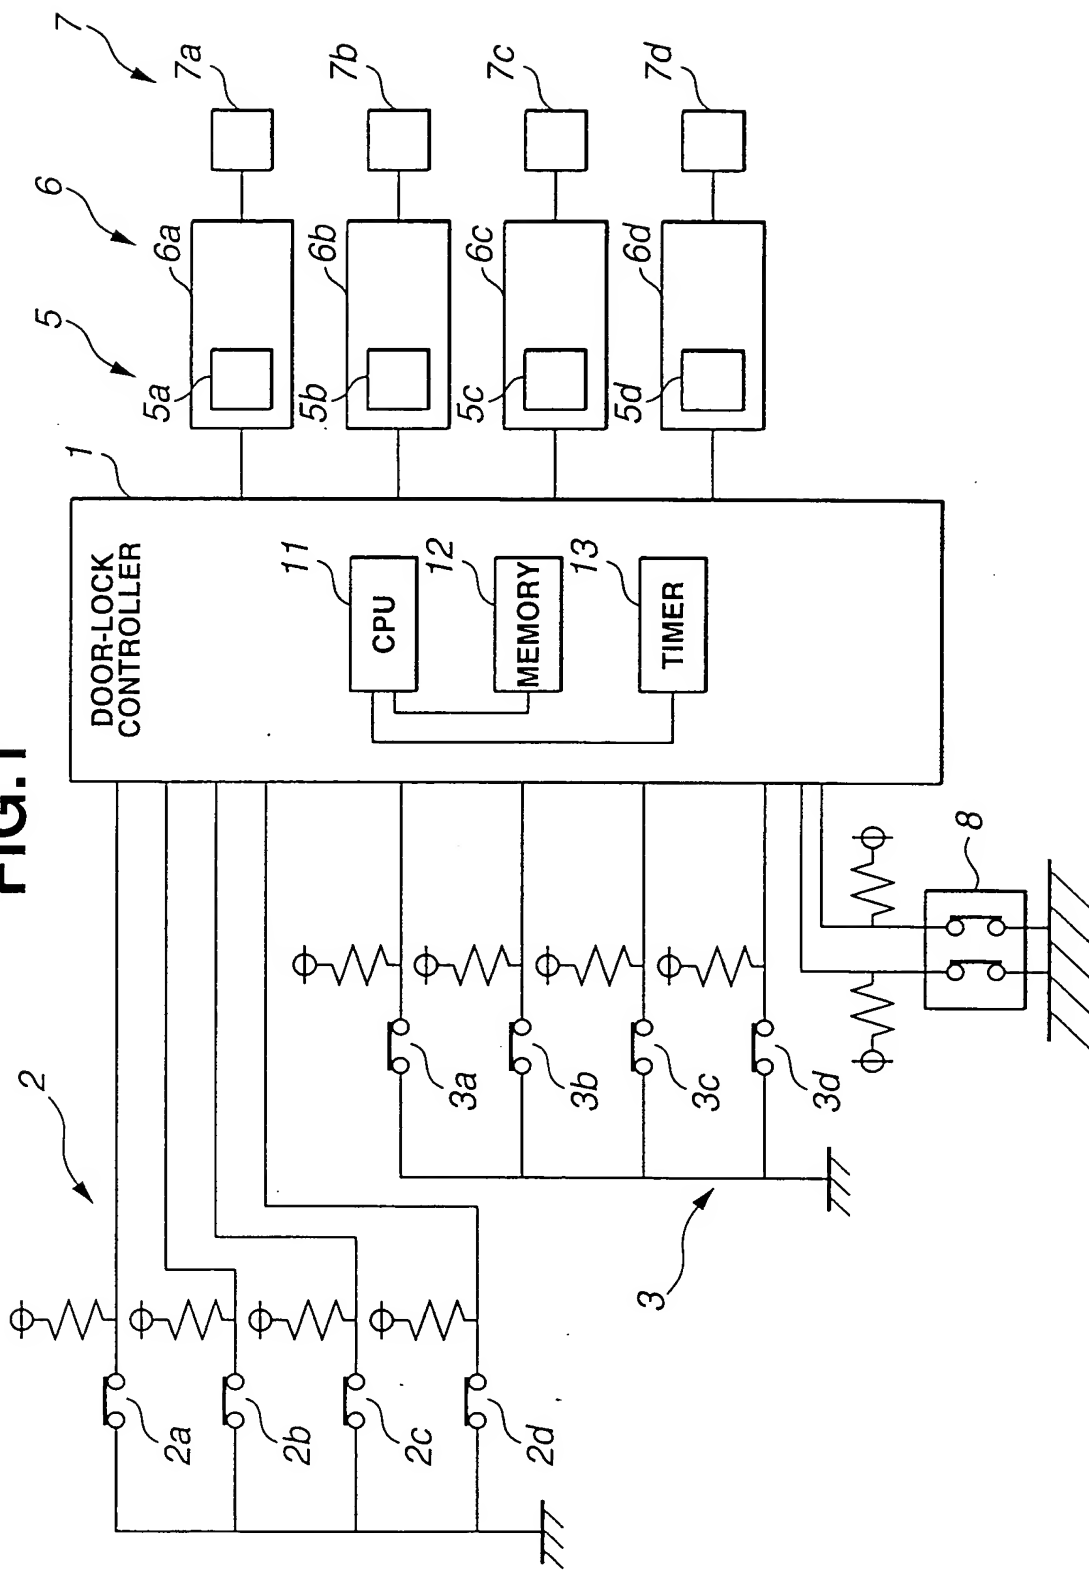 FIG.1
2
2a
2b
2c
2d
3
3a
3b
3c
3d
8
DOOR-LOCK
CONTROLLER
1
CPU
11
MEMORY
12
TIMER
13
5
5a
5b
5c
5d
6
6a
6b
6c
6d
7
7a
7b
7c
7d